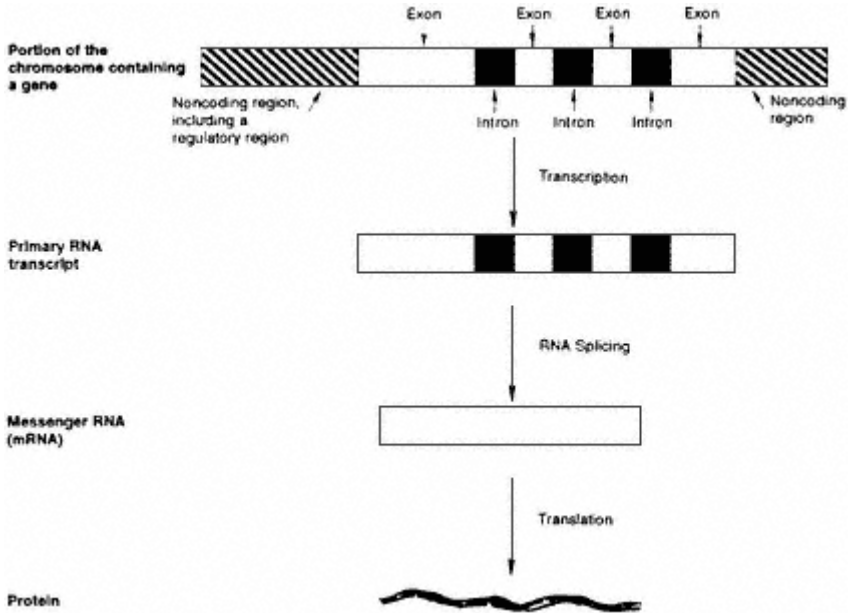 Exon
Exon
Exon
Exon
Portion of the
chromosome containing
a gene
Noncoding region,
including a
regulatory region
Intron
Intron
Intron
Noncoding
region
Transcription
Primary RNA
transcript
RNA Splicing
Messenger RNA
(mRNA)
Translation
Protein